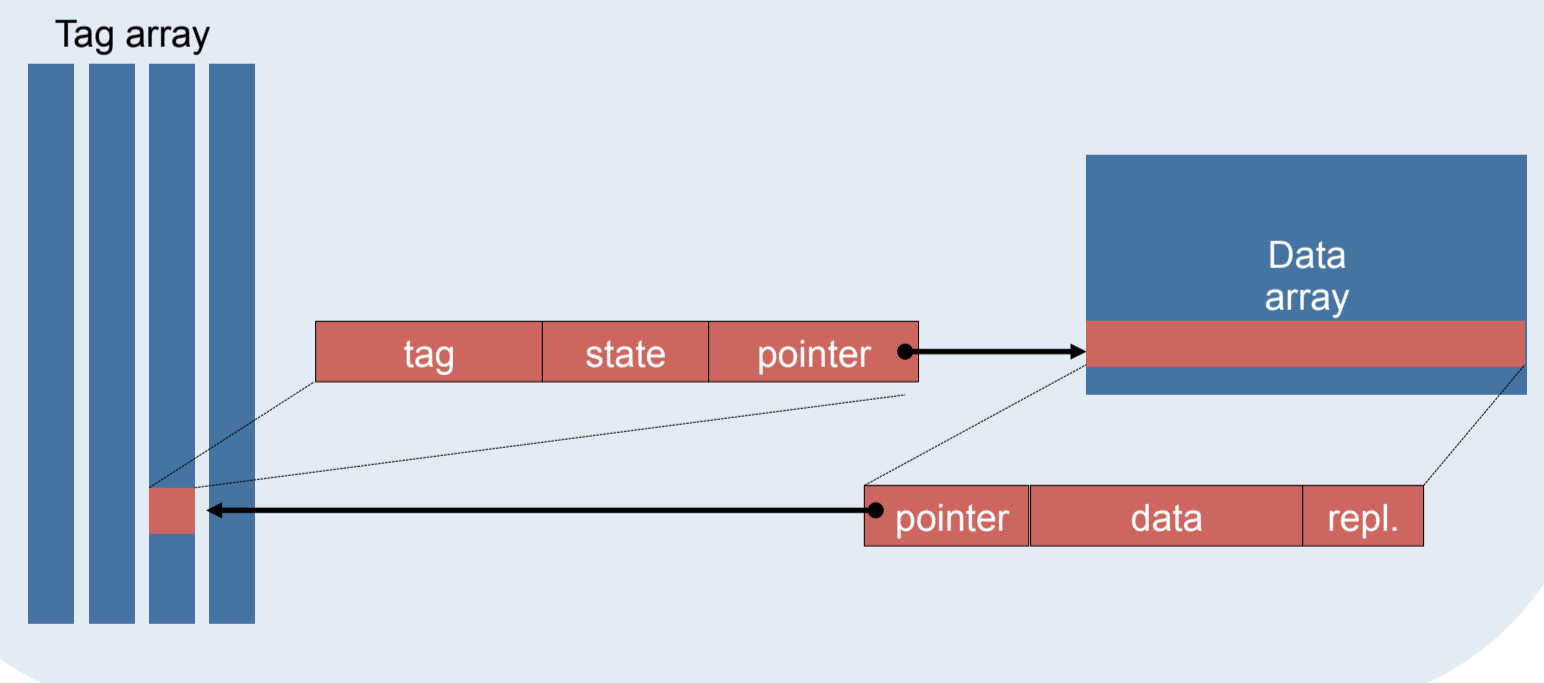 Tag array
Data
array
tag state pointer
pointer data repl.